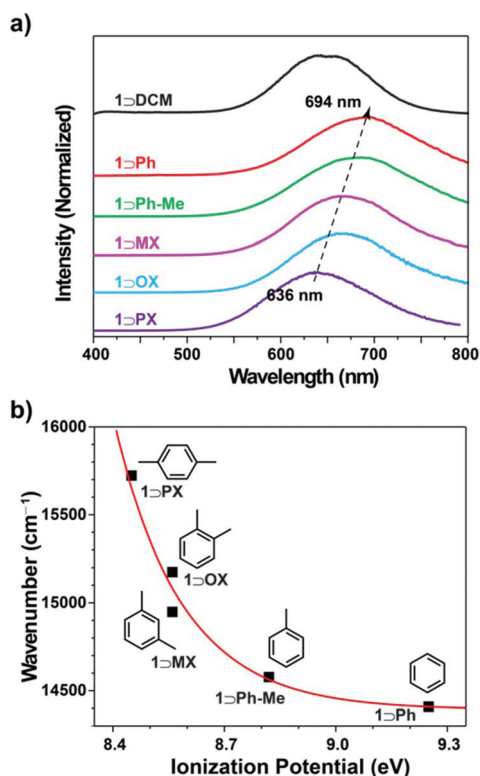 a)
Intensity (Normalized)
1⊃DCM
694 nm
1⊃Ph
1⊃Ph-Me
1⊃MX
1⊃OX
636 nm
1⊃PX
400 500 600 700 800
Wavelength (nm)
b)
Wavenumber (cm⁻¹)
16000
15500
15000
14500
1⊃PX
1⊃OX
1⊃MX
1⊃Ph-Me
1⊃Ph
8.4 8.7 9.0 9.3
Ionization Potential (eV)